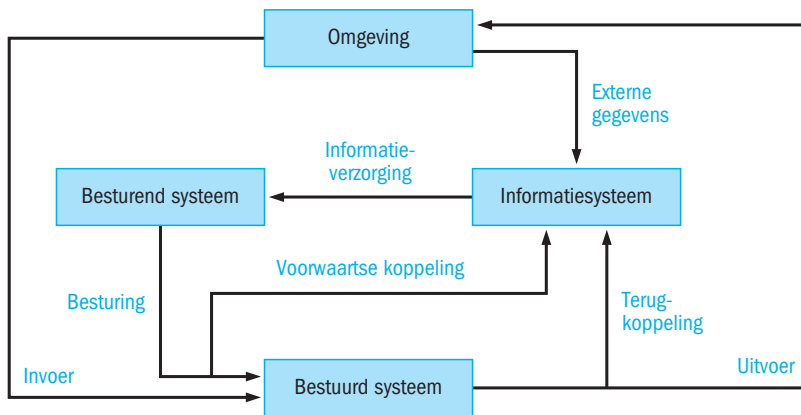 Omgeving
Externe
gegevens
Informatie-
verzorging
Besturend systeem
Informatiesysteem
Voorwaartse koppeling
Besturing
Terug-
koppeling
Invoer
Bestuurd systeem
Uitvoer